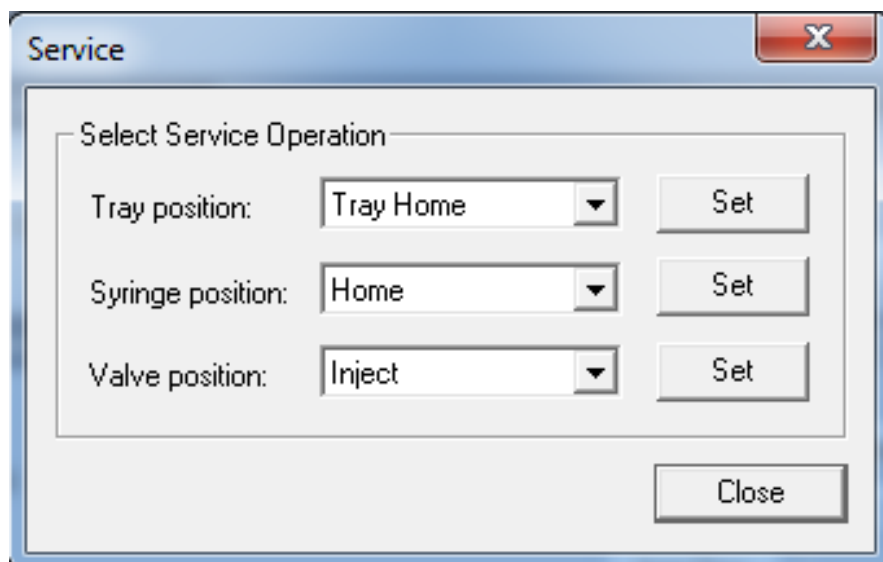 Service
Select Service Operation
Tray position: Tray Home Set
Syringe position: Home Set
Valve position: Inject Set
Close